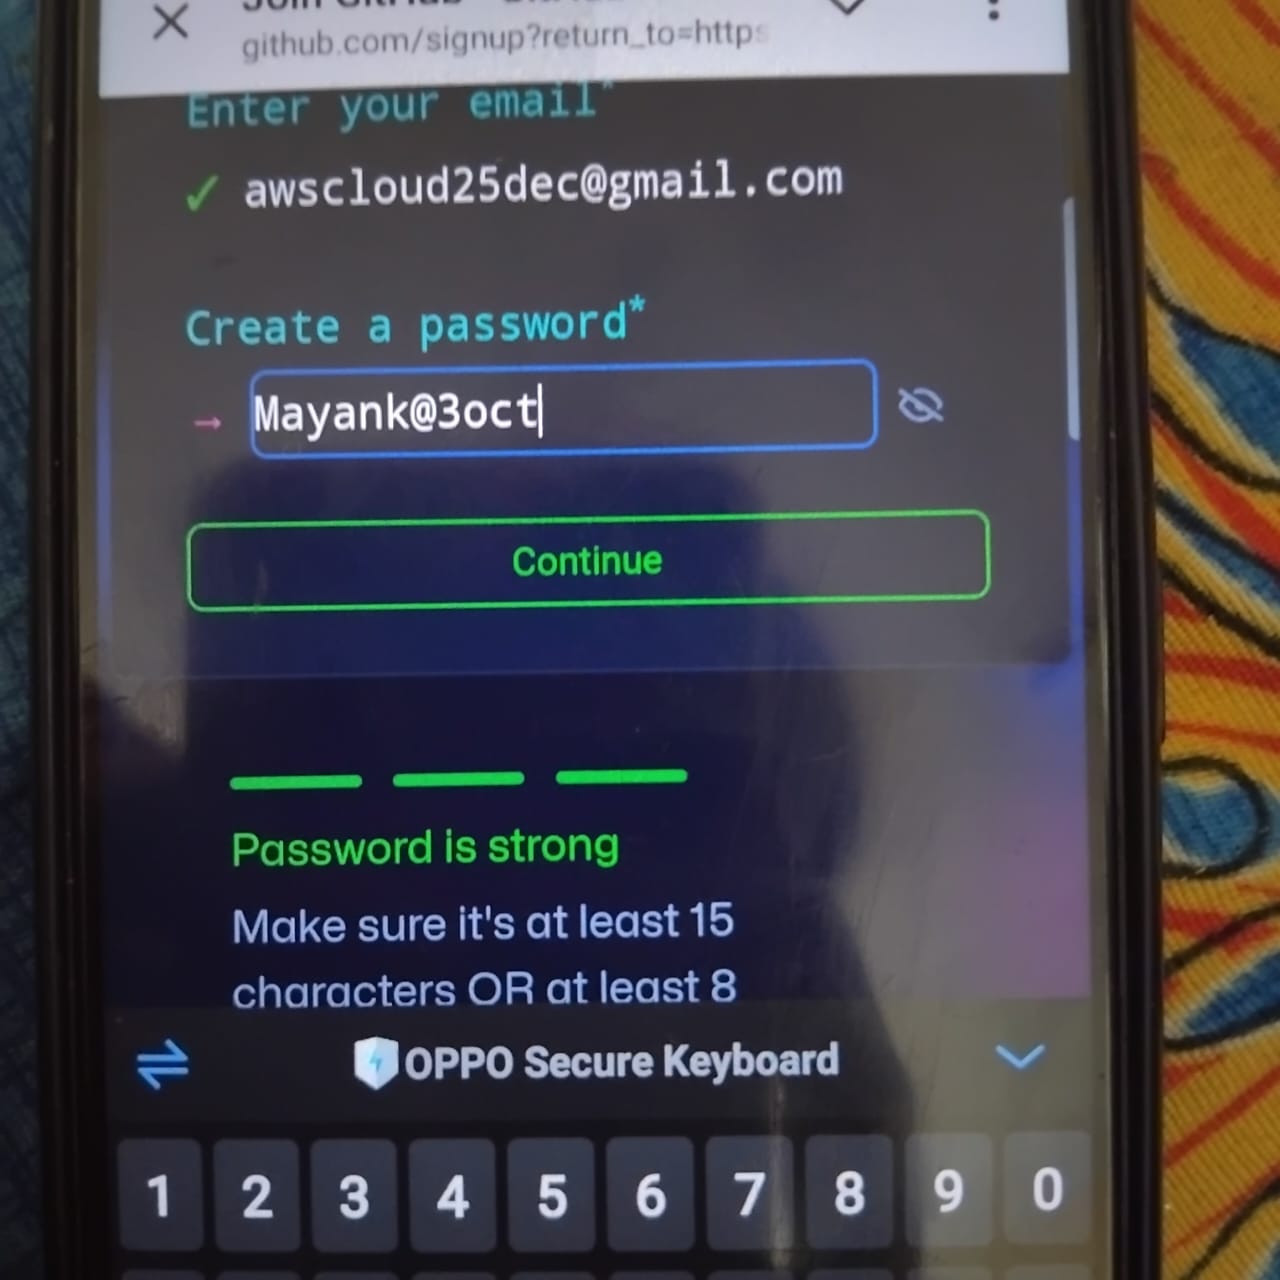 github.com/signup?return_to=https
Enter your email*
✓ awscloud25dec@gmail.com
Create a password*
→ Mayank@3oct
Continue
Password is strong
Make sure it's at least 15
characters OR at least 8
OPPO Secure Keyboard
1 2 3 4 5 6 7 8 9 0